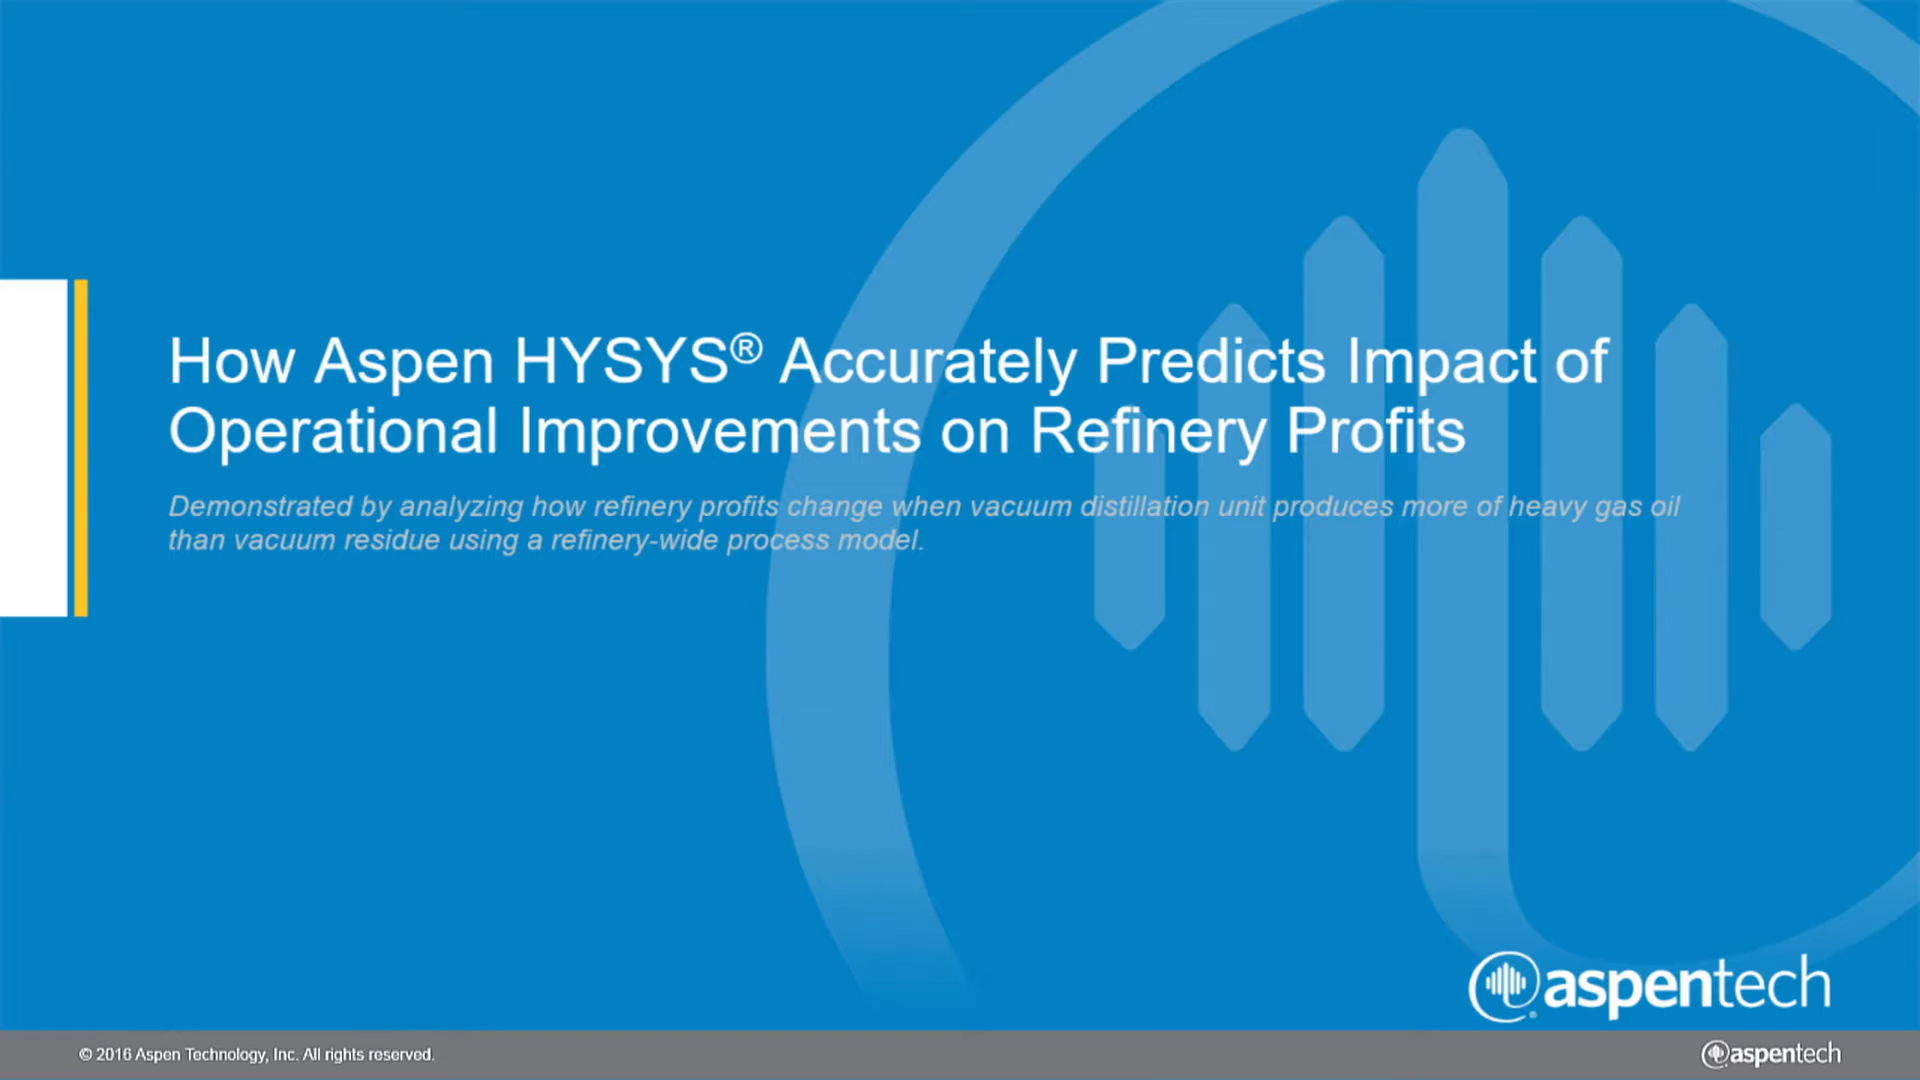 How Aspen HYSYS® Accurately Predicts Impact of
Operational Improvements on Refinery Profits
Demonstrated by analyzing how refinery profits change when vacuum distillation unit produces more of heavy gas oil
than vacuum residue using a refinery-wide process model.
aspentech
© 2016 Aspen Technology, Inc. All rights reserved.
aspentech